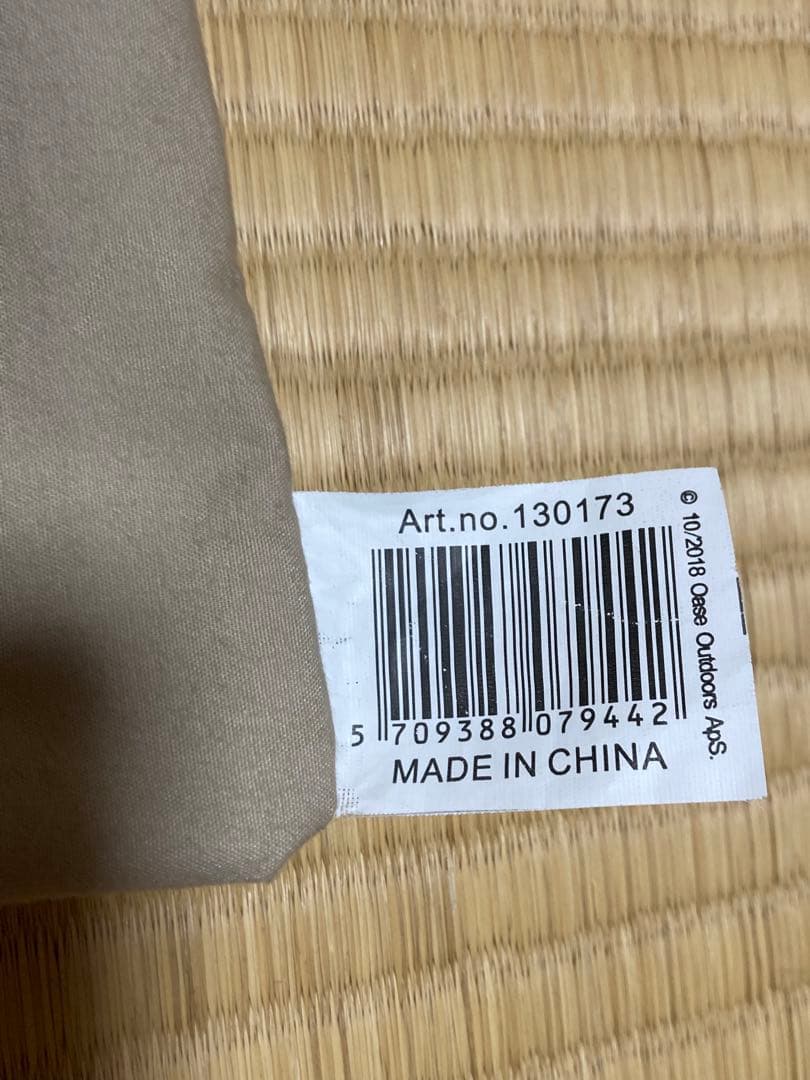 Art.no.130173
5 709388 079442
MADE IN CHINA
© 10/2018 Oase Outdoors ApS.